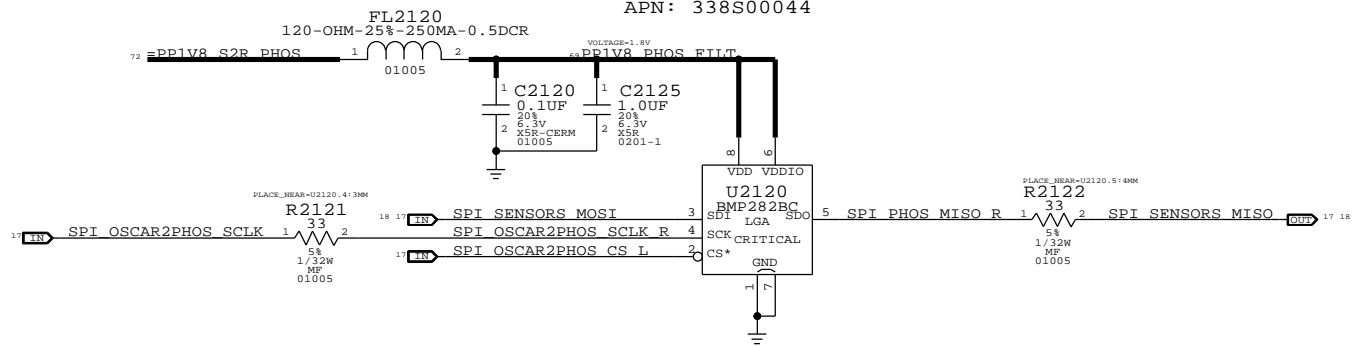 APN: 338S00044
FL2120
120-OHM-25%-250MA-0.5DCR
72 =PP1V8_S2R_PHOS 1 2
01005
VOLTAGE=1.8V
69 PP1V8_PHOS_FILT
1 C2120
0.1UF
20%
6.3V
2 X5R-CERM
01005
1 C2125
1.0UF
20%
6.3V
2 X5R
0201-1
8 6
VDD VDDIO
U2120
BMP282BC
LGA
CRITICAL
18 17 IN SPI_SENSORS_MOSI 3 SDI
SPI_OSCAR2PHOS_SCLK_R 4 SCK
17 IN SPI_OSCAR2PHOS_CS_L 2 CS*
GND
1 7
PLACE_NEAR=U2120.4:3MM
R2121
33
17 IN SPI_OSCAR2PHOS_SCLK 1 2
5%
1/32W
MF
01005
PLACE_NEAR=U2120.5:4MM
R2122
33
SDO 5 SPI_PHOS_MISO_R 1 2 SPI_SENSORS_MISO OUT 17 18
5%
1/32W
MF
01005